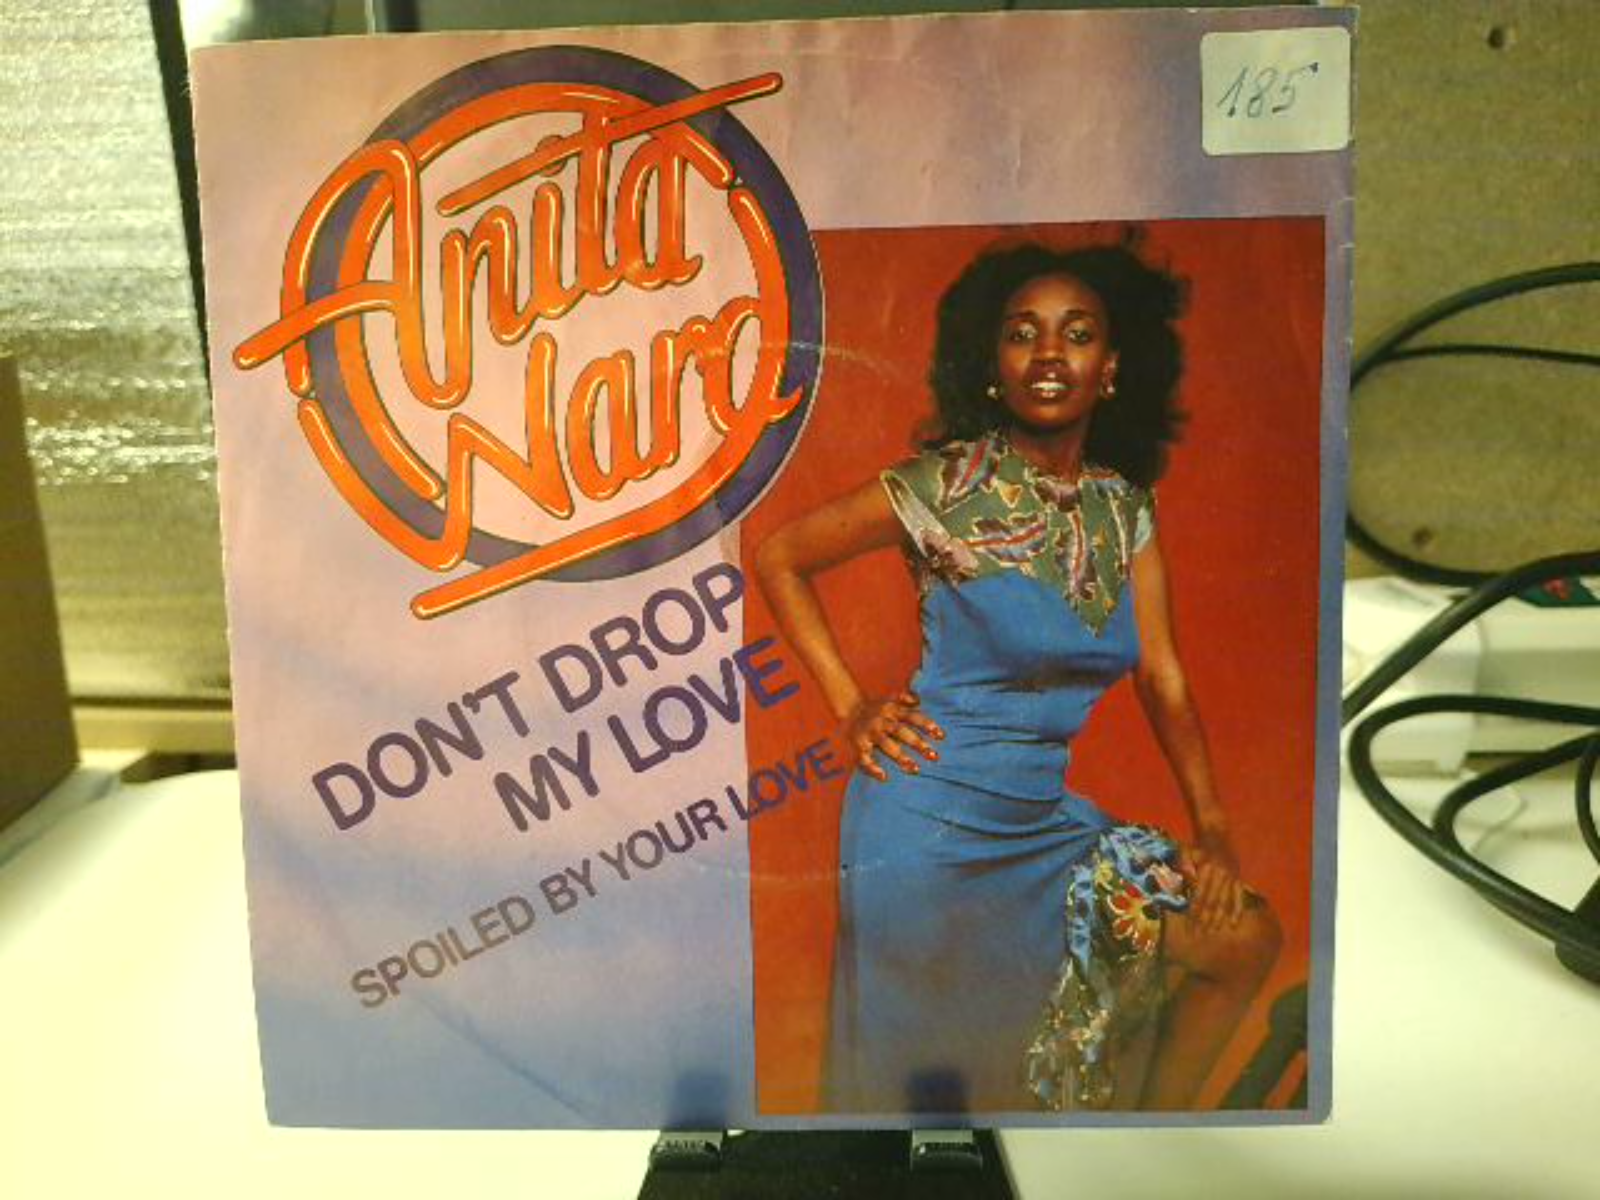 Anita
Ward
185
DON'T DROP
MY LOVE
SPOILED BY YOUR LOVE